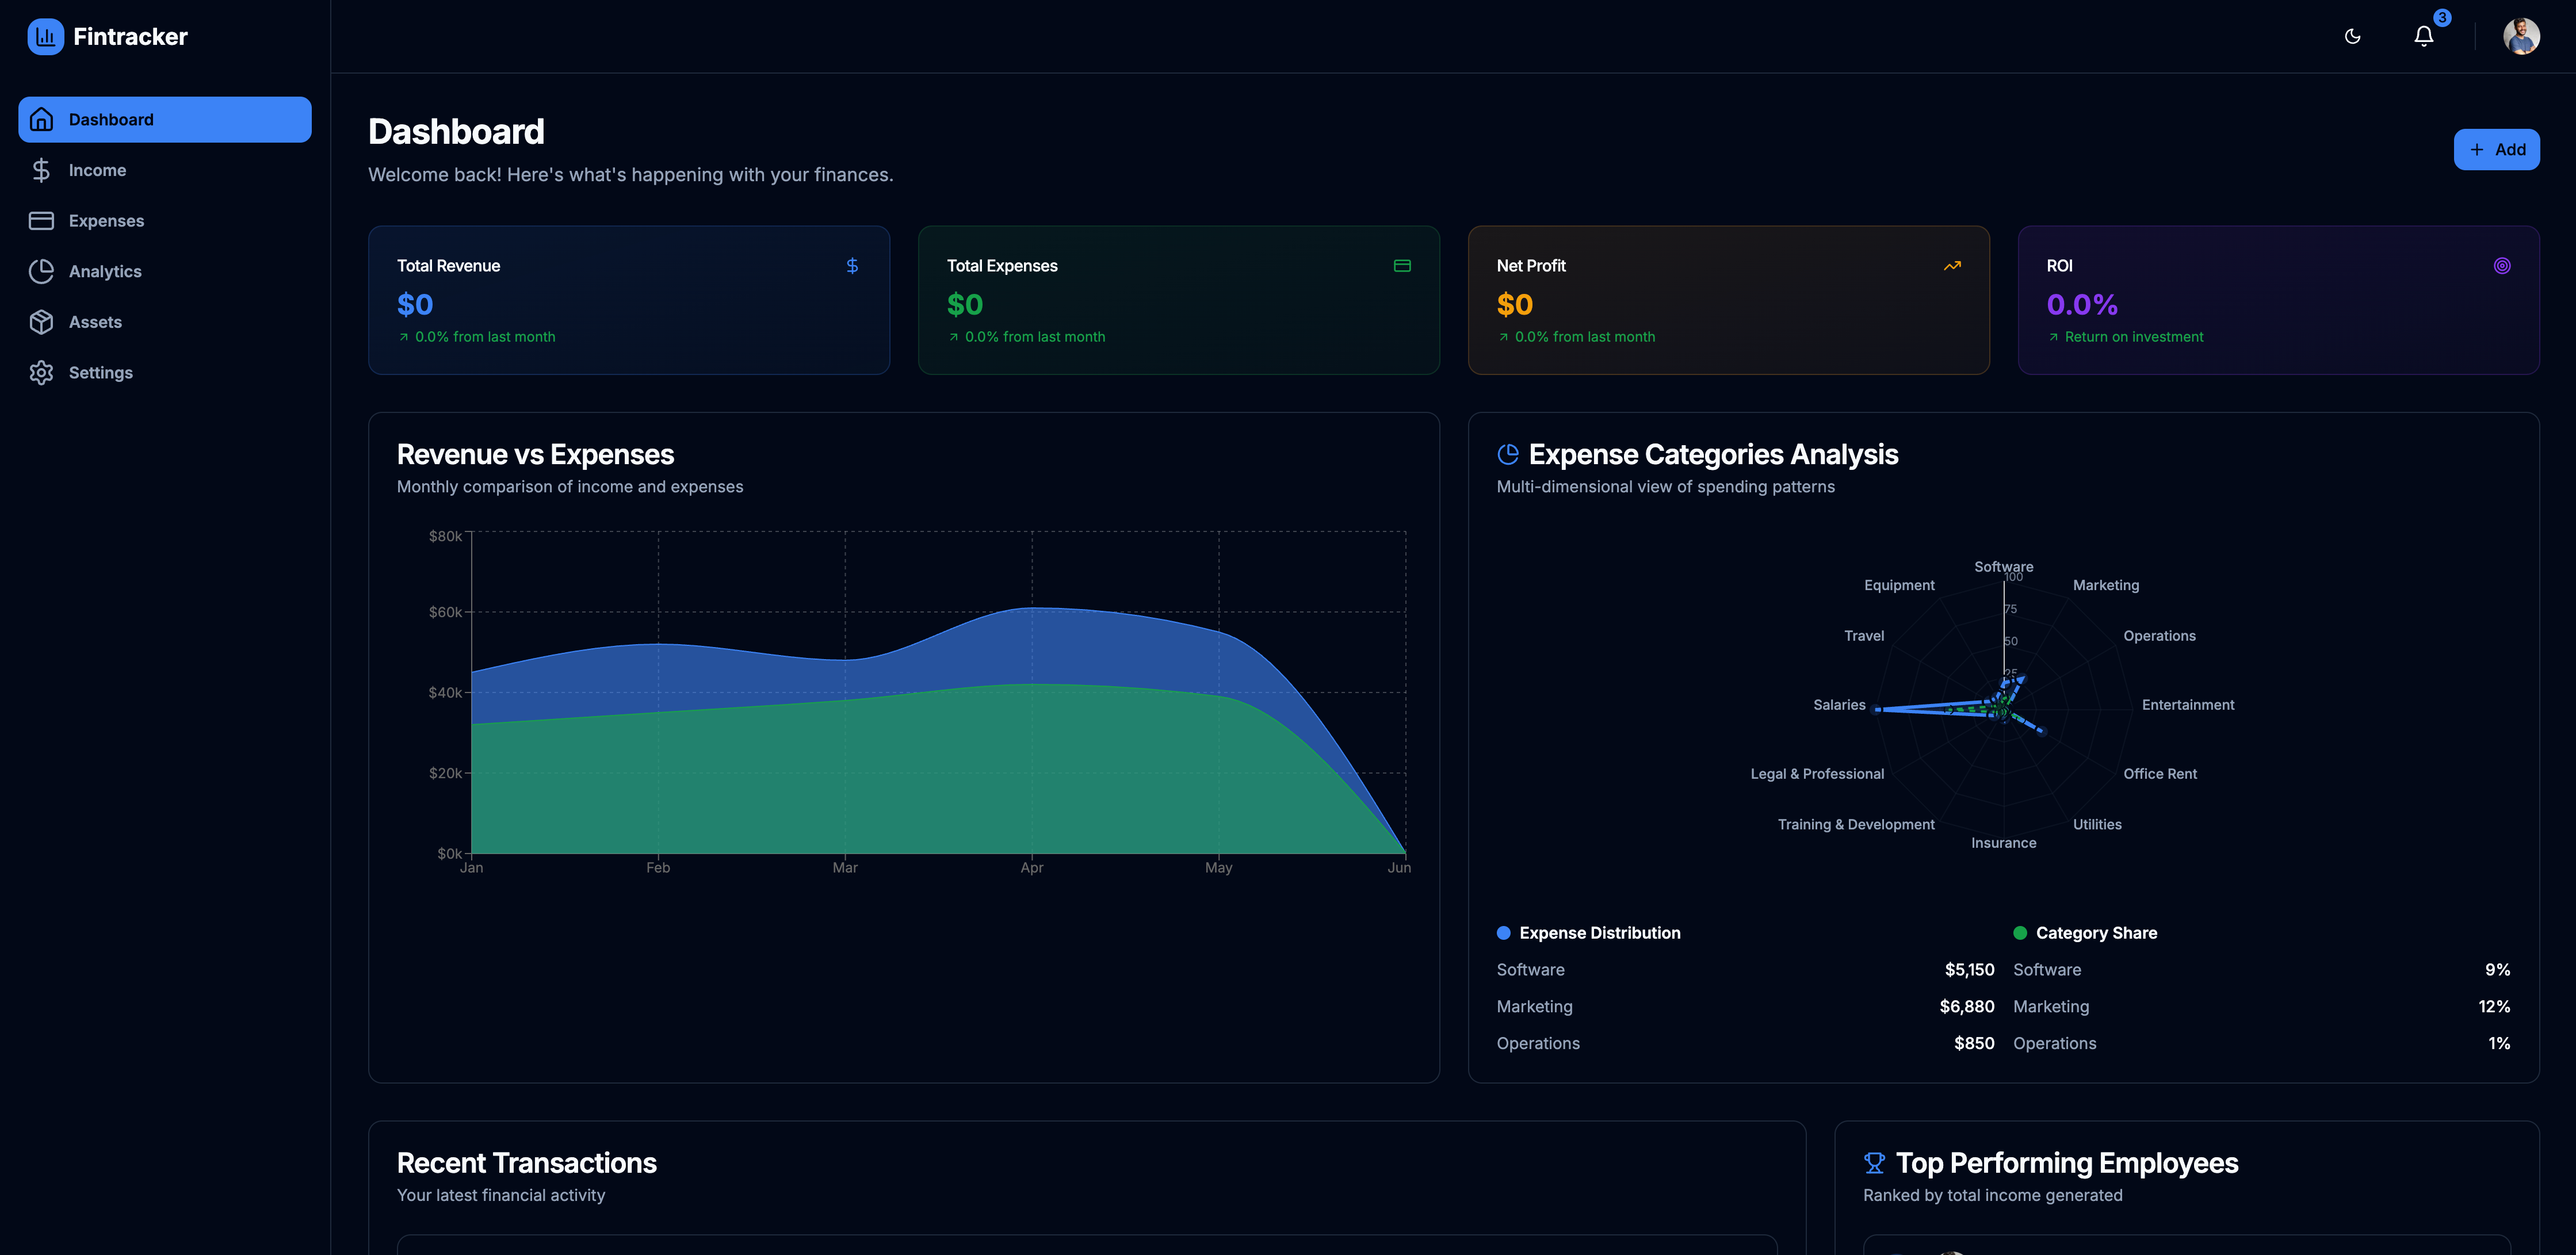 Fintracker
3
Dashboard
Income
Expenses
Analytics
Assets
Settings
Dashboard
Welcome back! Here's what's happening with your finances.
+ Add
Total Revenue
$
$0
0.0% from last month
Total Expenses
$0
0.0% from last month
Net Profit
$0
0.0% from last month
ROI
0.0%
Return on investment
Revenue vs Expenses
Monthly comparison of income and expenses
$80k
$60k
$40k
$20k
$0k
Jan
Feb
Mar
Apr
May
Jun
Expense Categories Analysis
Multi-dimensional view of spending patterns
Software
100
75
50
25
Marketing
Operations
Entertainment
Office Rent
Utilities
Insurance
Training & Development
Legal & Professional
Salaries
Travel
Equipment
Expense Distribution
Software $5,150
Marketing $6,880
Operations $850
Category Share
Software 9%
Marketing 12%
Operations 1%
Recent Transactions
Your latest financial activity
Top Performing Employees
Ranked by total income generated